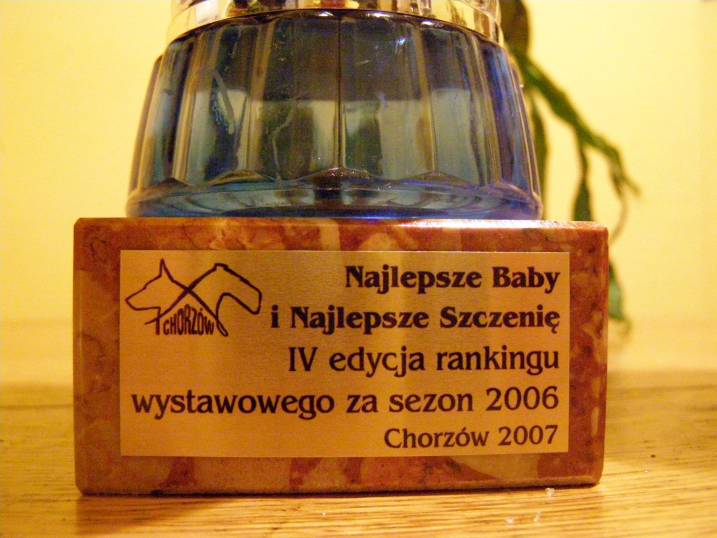 CHORZÓW
Najlepsze Baby
i Najlepsze Szczenię
IV edycja rankingu
wystawowego za sezon 2006
Chorzów 2007